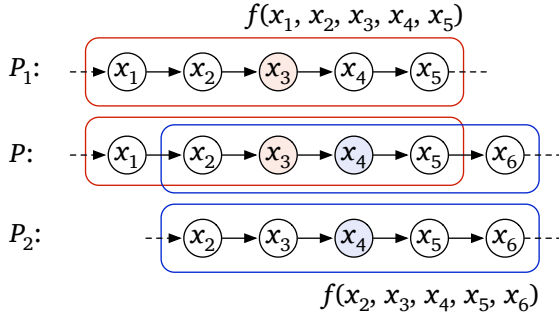 f(x₁, x₂, x₃, x₄, x₅)
P₁: x₁ x₂ x₃ x₄ x₅
P: x₁ x₂ x₃ x₄ x₅ x₆
P₂: x₂ x₃ x₄ x₅ x₆
f(x₂, x₃, x₄, x₅, x₆)